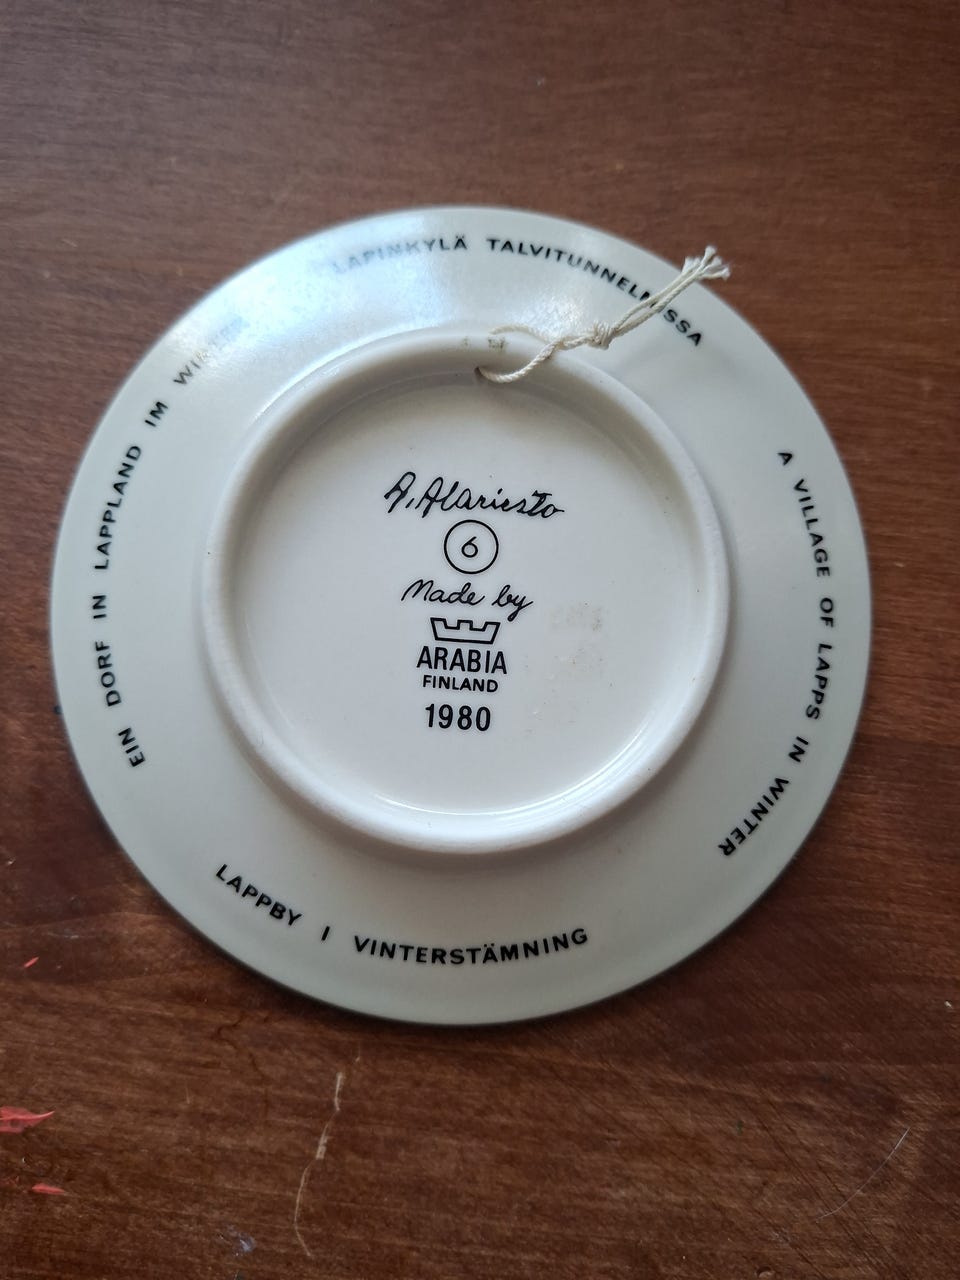 LAPINKYLÄ TALVITUNNELMISSA
A VILLAGE OF LAPPS IN WINTER
LAPPBY I VINTERSTÄMNING
EIN DORF IN LAPPLAND IM
A. Alariesto
6
Made by
ARABIA
FINLAND
1980